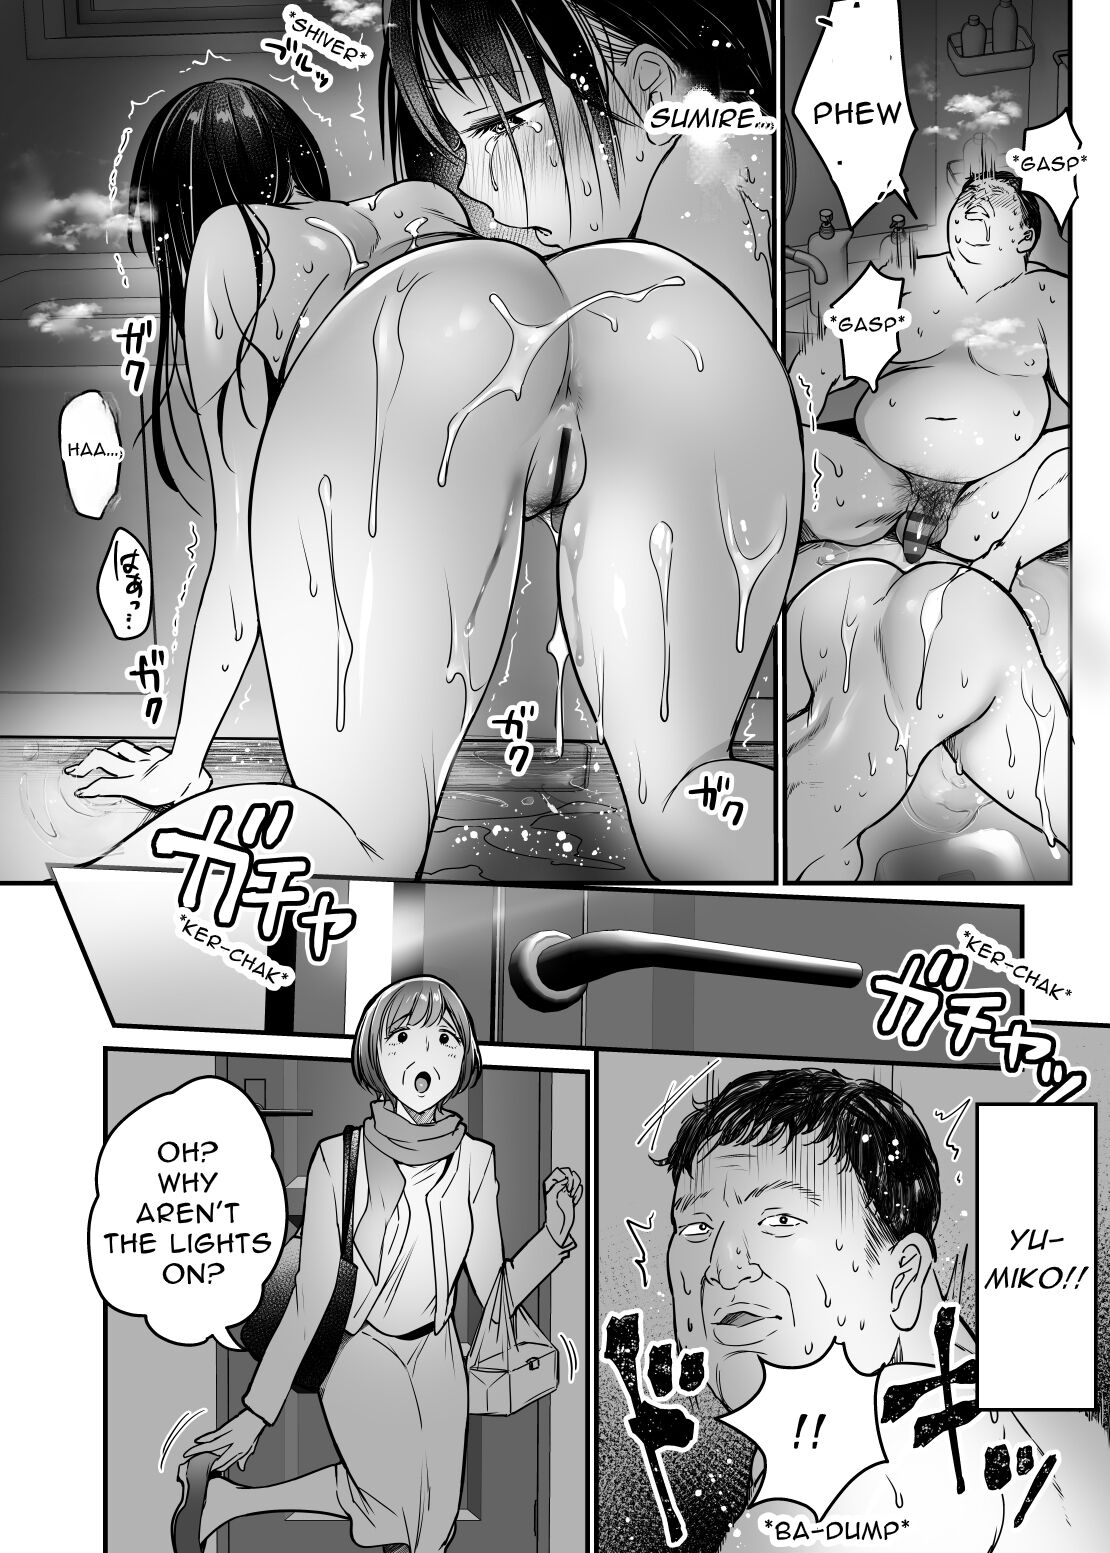 PHEW
...
*GASP*
*GASP*
*SHIVER*
ブルッ
SUMIRE...
ガク
HAA...
はあっ...
ガク
ガク
ガク
ガチャ
*KER-CHAK*
*KER-CHAK*
ガチャッ
YU-
MIKO!!
!!
ドキッ
*BA-DUMP*
OH?
WHY
AREN'T
THE LIGHTS
ON?